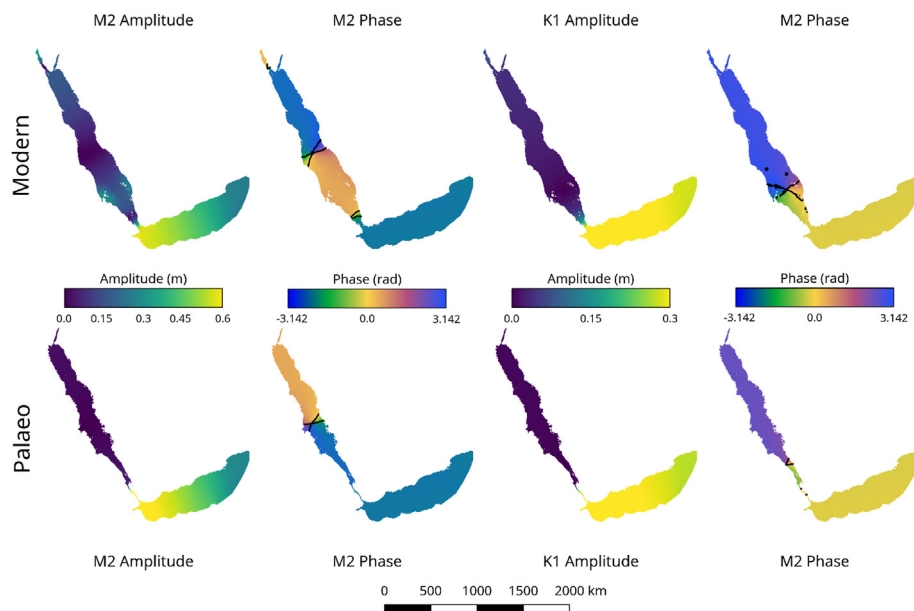 M2 Amplitude M2 Phase K1 Amplitude M2 Phase
Modern
Amplitude (m) Phase (rad) Amplitude (m) Phase (rad)
0.0 0.15 0.3 0.45 0.6 -3.142 0.0 3.142 0.0 0.15 0.3 -3.142 0.0 3.142
Palaeo
M2 Amplitude M2 Phase K1 Amplitude M2 Phase
0 500 1000 1500 2000 km